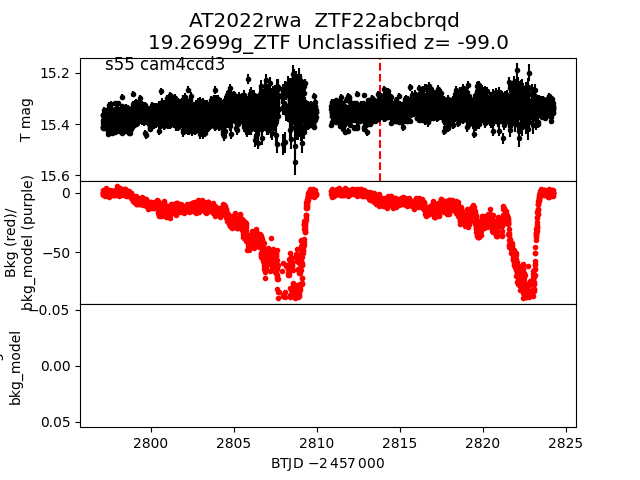 AT2022rwa ZTF22abcbrqd
19.2699g_ZTF Unclassified z= -99.0
s55 cam4ccd3
15.2
15.4
15.6
T mag
0
−50
Bkg (red)/
bkg_model (purple)
−0.05
0.00
0.05
bkg_model
2800
2805
2810
2815
2820
2825
BTJD −2 457 000